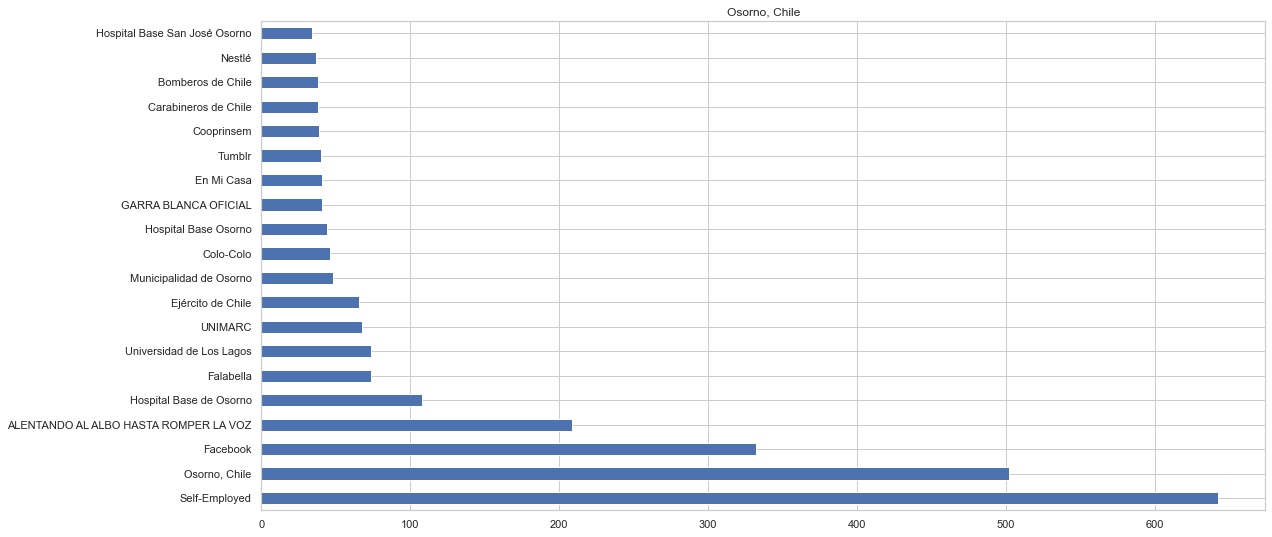 Osorno, Chile
Hospital Base San José Osorno
Nestlé
Bomberos de Chile
Carabineros de Chile
Cooprinsem
Tumblr
En Mi Casa
GARRA BLANCA OFICIAL
Hospital Base Osorno
Colo-Colo
Municipalidad de Osorno
Ejército de Chile
UNIMARC
Universidad de Los Lagos
Falabella
Hospital Base de Osorno
ALENTANDO AL ALBO HASTA ROMPER LA VOZ
Facebook
Osorno, Chile
Self-Employed
0 100 200 300 400 500 600